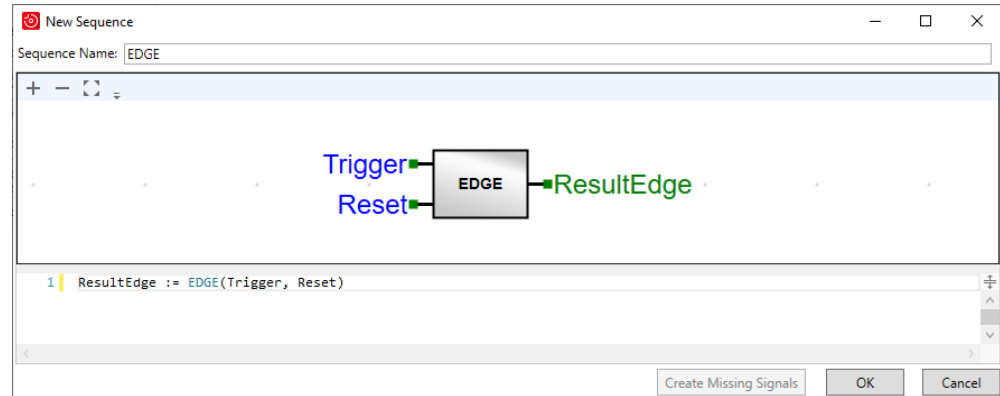 New Sequence
Sequence Name: EDGE
Trigger
Reset
EDGE
ResultEdge
1 ResultEdge := EDGE(Trigger, Reset)
Create Missing Signals OK Cancel